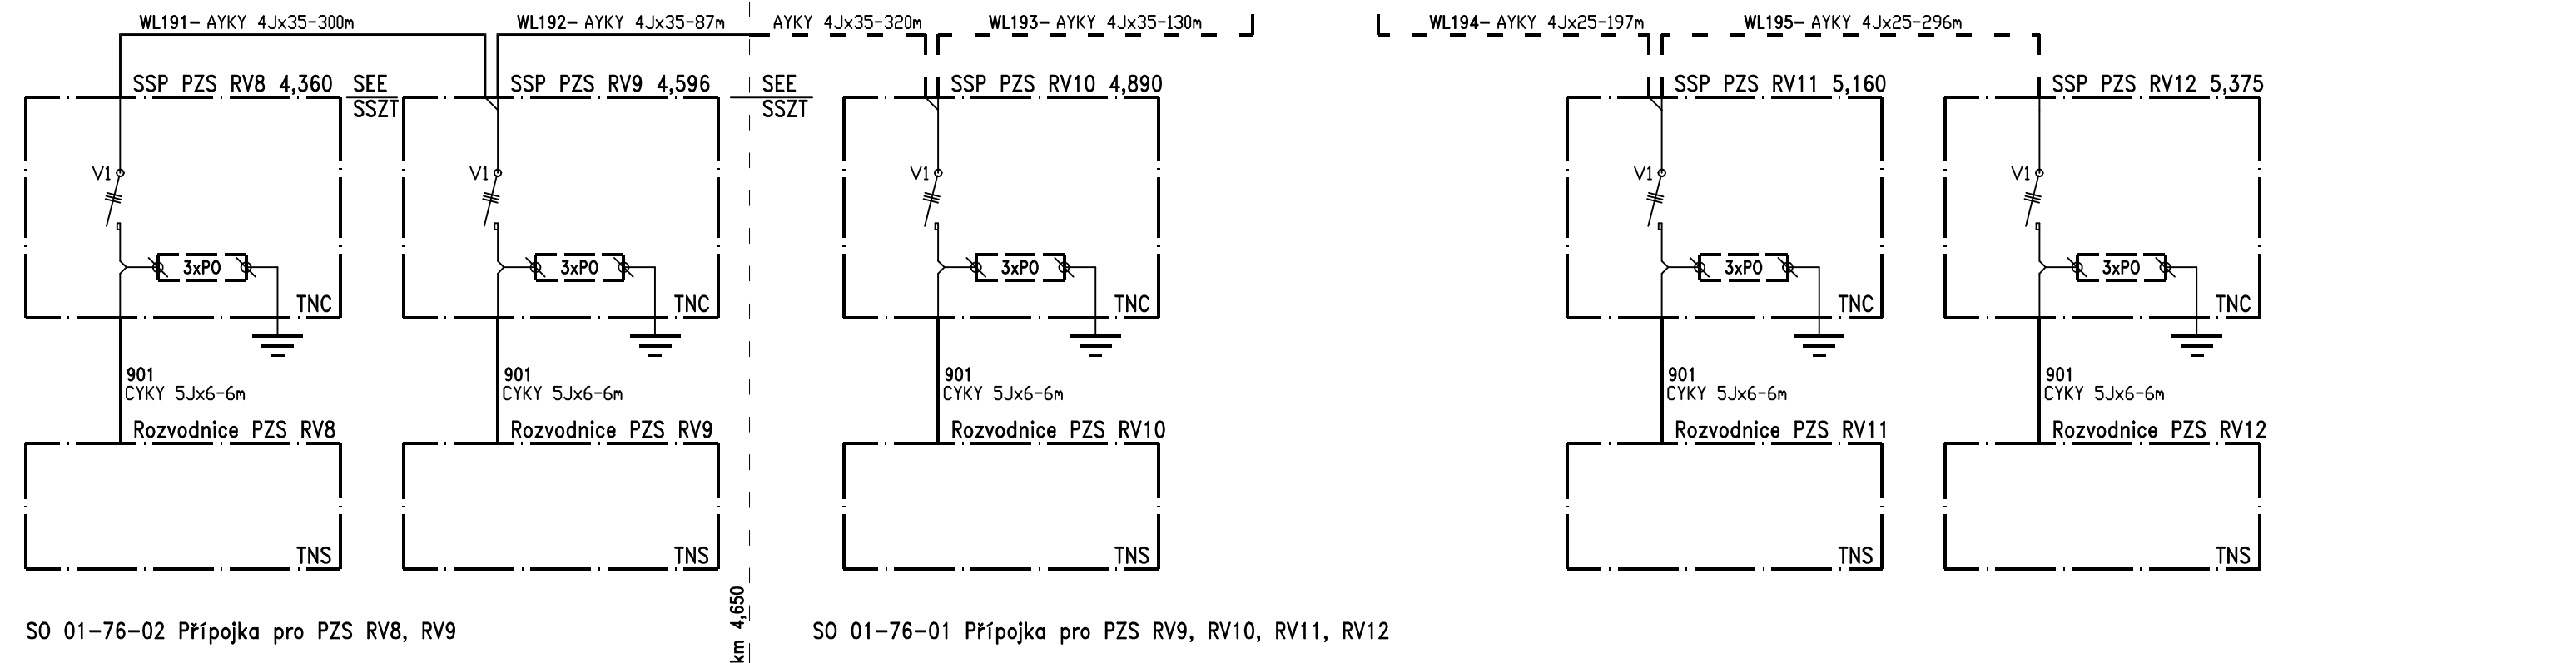 WL191- AYKY 4Jx35-300m
WL192- AYKY 4Jx35-87m
AYKY 4Jx35-320m
WL193- AYKY 4Jx35-130m
WL194- AYKY 4Jx25-197m
WL195- AYKY 4Jx25-296m
SSP PZS RV8 4,360
SEE
SSZT
SSP PZS RV9 4,596
SEE
SSZT
SSP PZS RV10 4,890
SSP PZS RV11 5,160
SSP PZS RV12 5,375
V1
V1
V1
V1
V1
3xPO
3xPO
3xPO
3xPO
3xPO
TNC
TNC
TNC
TNC
TNC
901
CYKY 5Jx6-6m
901
CYKY 5Jx6-6m
901
CYKY 5Jx6-6m
901
CYKY 5Jx6-6m
901
CYKY 5Jx6-6m
Rozvodnice PZS RV8
Rozvodnice PZS RV9
Rozvodnice PZS RV10
Rozvodnice PZS RV11
Rozvodnice PZS RV12
TNS
TNS
TNS
TNS
TNS
km 4,650
SO 01-76-02 Přípojka pro PZS RV8, RV9
SO 01-76-01 Přípojka pro PZS RV9, RV10, RV11, RV12